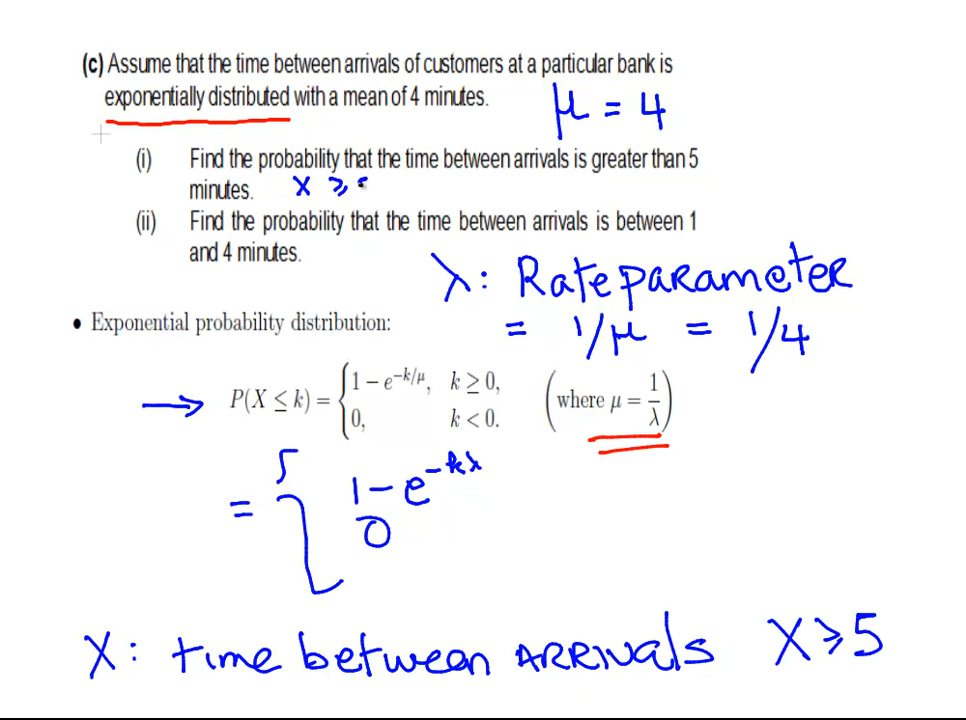 (c) Assume that the time between arrivals of customers at a particular bank is
exponentially distributed with a mean of 4 minutes. μ = 4
(i) Find the probability that the time between arrivals is greater than 5
minutes. X ≥ 5
(ii) Find the probability that the time between arrivals is between 1
and 4 minutes.
λ: Rate parameter
= 1/μ = 1/4
• Exponential probability distribution:
→ P(X ≤ k) = { 1 − e^{−k/μ}, k ≥ 0, (where μ = 1/λ)
0, k < 0.
= { 1 − e^{−kλ}
0
X: time between ARRIVALS X ≥ 5